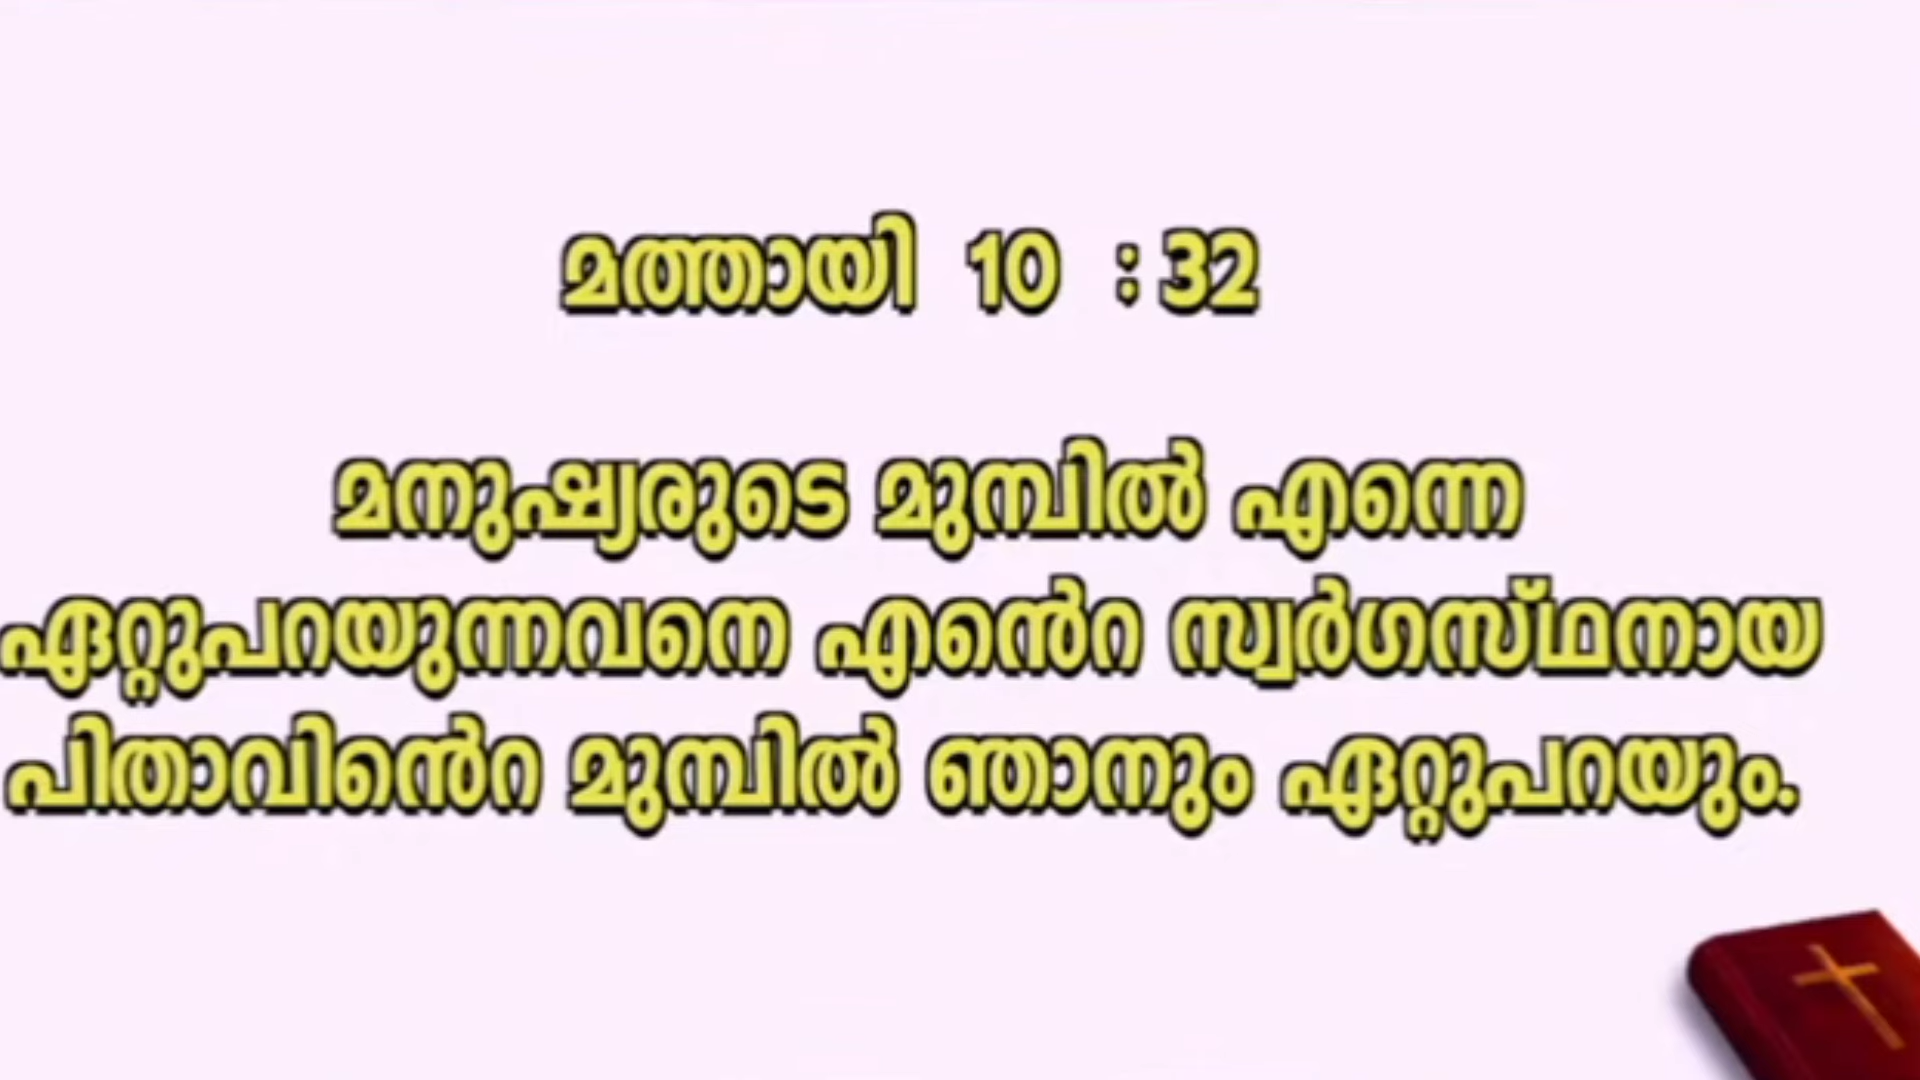 മത്തായി 10 : 32
മനുഷ്യരുടെ മുമ്പിൽ എന്നെ
ഏറ്റുപറയുന്നവനെ എൻെറ സ്വർഗസ്ഥനായ
പിതാവിൻെറ മുമ്പിൽ ഞാനും ഏറ്റുപറയും.